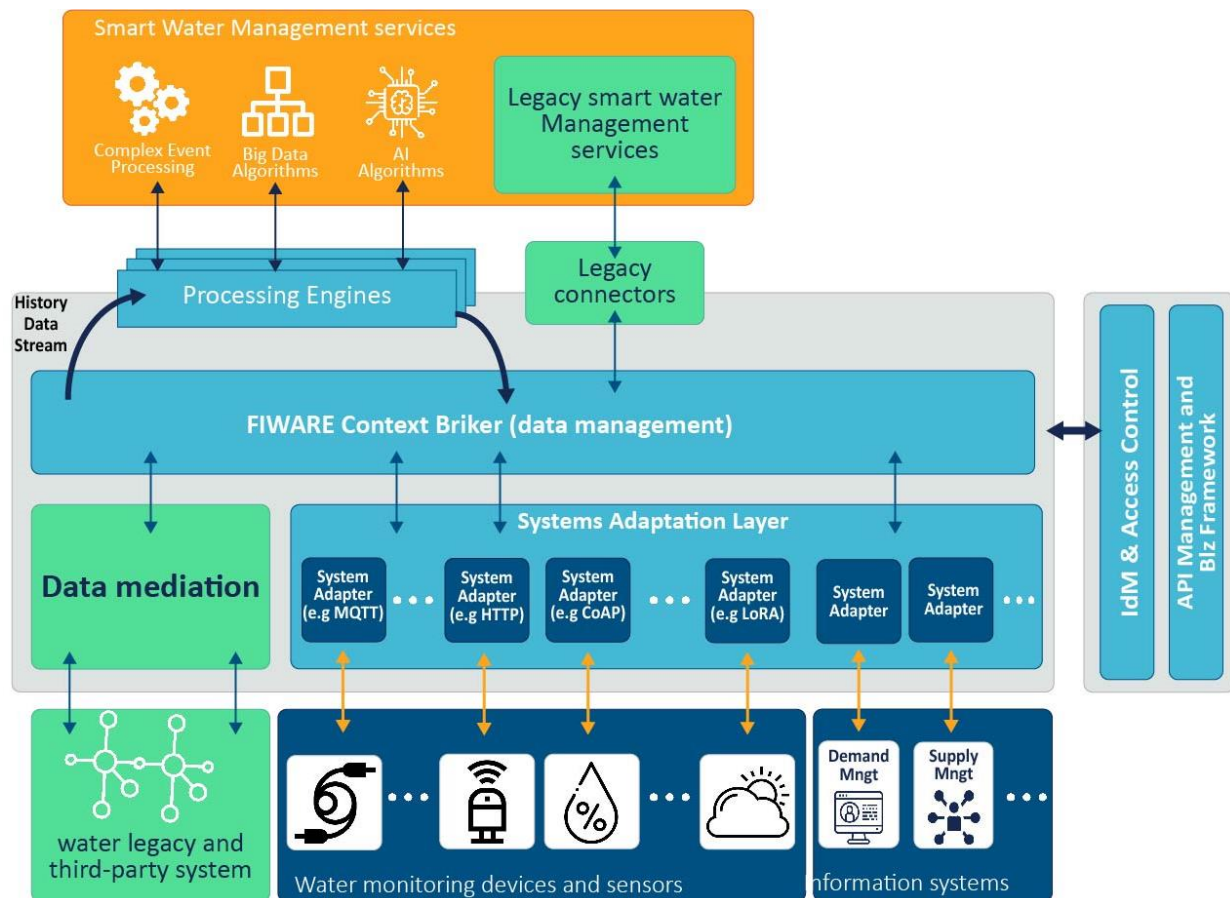 Smart Water Management services
Complex Event
Processing
Big Data
Algorithms
AI
Algorithms
Legacy smart water
Management
services
Processing Engines
Legacy
connectors
History
Data
Stream
FIWARE Context Briker (data management)
IdM & Access Control
API Management and
BIz Framework
Data mediation
Systems Adaptation Layer
System
Adapter
(e.g MQTT)
System
Adapter
(e.g HTTP)
System
Adapter
(e.g CoAP)
System
Adapter
(e.g LoRA)
System
Adapter
System
Adapter
water legacy and
third-party system
%
Demand
Mngt
Supply
Mngt
Water monitoring devices and sensors
Information systems